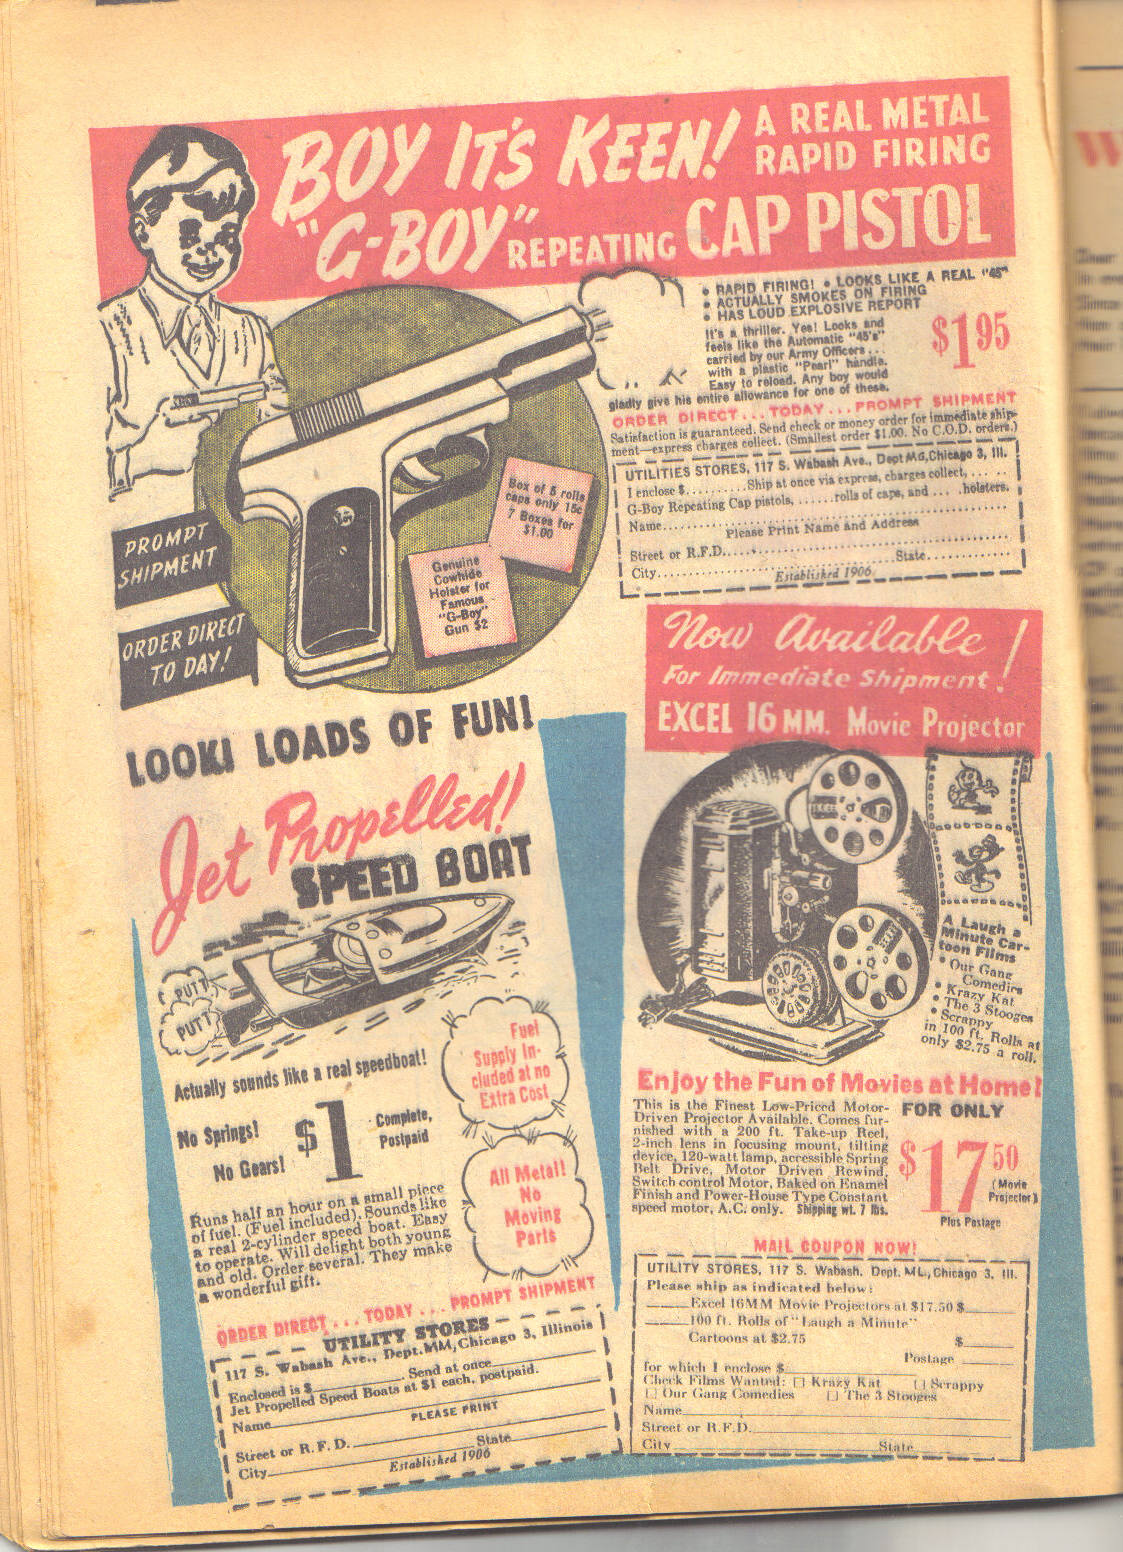 BOY IT'S KEEN!
A REAL METAL
RAPID FIRING
"G-BOY" REPEATING CAP PISTOL
• RAPID FIRING! • LOOKS LIKE A REAL "45"
• ACTUALLY SMOKES ON FIRING
• HAS LOUD EXPLOSIVE REPORT
It's a thriller. Yes! Looks and
feels like the Automatic "45's"
carried by our Army Officers...
with a plastic "Pearl" handle.
Easy to reload. Any boy would
gladly give his entire allowance for one of these.
$1.95
ORDER DIRECT... TODAY... PROMPT SHIPMENT
Satisfaction is guaranteed. Send check or money order for immediate ship-
ment—express charges collect. (Smallest order $1.00. No C.O.D. orders.)
UTILITIES STORES, 117 S. Wabash Ave., Dept MG, Chicago 3, Ill.
I enclose $..........Ship at once via express, charges collect, ......
G-Boy Repeating Cap pistols, .......rolls of caps, and .... holsters.
Name
Please Print Name and Address
Street or R.F.D.
City State
Established 1906
Box of 5 rolls
caps only 15c
7 Boxes for
$1.00
Genuine
Cowhide
Holster for
Famous
"G-Boy"
Gun $2
PROMPT
SHIPMENT
ORDER DIRECT
TO DAY!
LOOK! LOADS OF FUN!
Jet Propelled!
SPEED BOAT
PUTT
PUTT
Actually sounds like a real speedboat!
No Springs!
No Gears!
$1
Complete,
Postpaid
Fuel
Supply In-
cluded at no
Extra Cost
All Metal!
No
Moving
Parts
Runs half an hour on a small piece
of fuel. (Fuel included). Sounds like
a real 2-cylinder speed boat. Easy
to operate. Will delight both young
and old. Order several. They make
a wonderful gift.
ORDER DIRECT... TODAY... PROMPT SHIPMENT
UTILITY STORES
117 S. Wabash Ave., Dept. MM, Chicago 3, Illinois
Enclosed is $ . Send at once
Jet Propelled Speed Boats at $1 each, postpaid.
Name
PLEASE PRINT
Street or R.F.D.
City State
Established 1906
Now Available!
For Immediate Shipment!
EXCEL 16 MM. Movie Projector
A Laugh a
Minute Car-
toon Films
• Our Gang
Comedies
• Krazy Kat
• The 3 Stooges
• Scrappy
in 100 ft. Rolls at
only $2.75 a roll.
Enjoy the Fun of Movies at Home!
This is the Finest Low-Priced Motor-
Driven Projector Available. Comes fur-
nished with a 200 ft. Take-up Reel,
2-inch lens in focusing mount, tilting
device, 120-watt lamp, accessible Spring
Belt Drive, Motor Driven Rewind,
Switch control Motor, Baked on Enamel
Finish and Power-House Type Constant
speed motor, A.C. only. Shipping wt. 7 lbs.
FOR ONLY
$17.50
(Movie
Projector)
Plus Postage
MAIL COUPON NOW!
UTILITY STORES, 117 S. Wabash. Dept. ML, Chicago 3, Ill.
Please ship as indicated below:
Excel 16MM Movie Projectors at $17.50 $
100 ft. Rolls of "Laugh a Minute"
Cartoons at $2.75 $
Postage
for which I enclose $
Check Films Wanted: □ Krazy Kat □ Scrappy
□ Our Gang Comedies □ The 3 Stooges
Name
Street or R.F.D.
City State